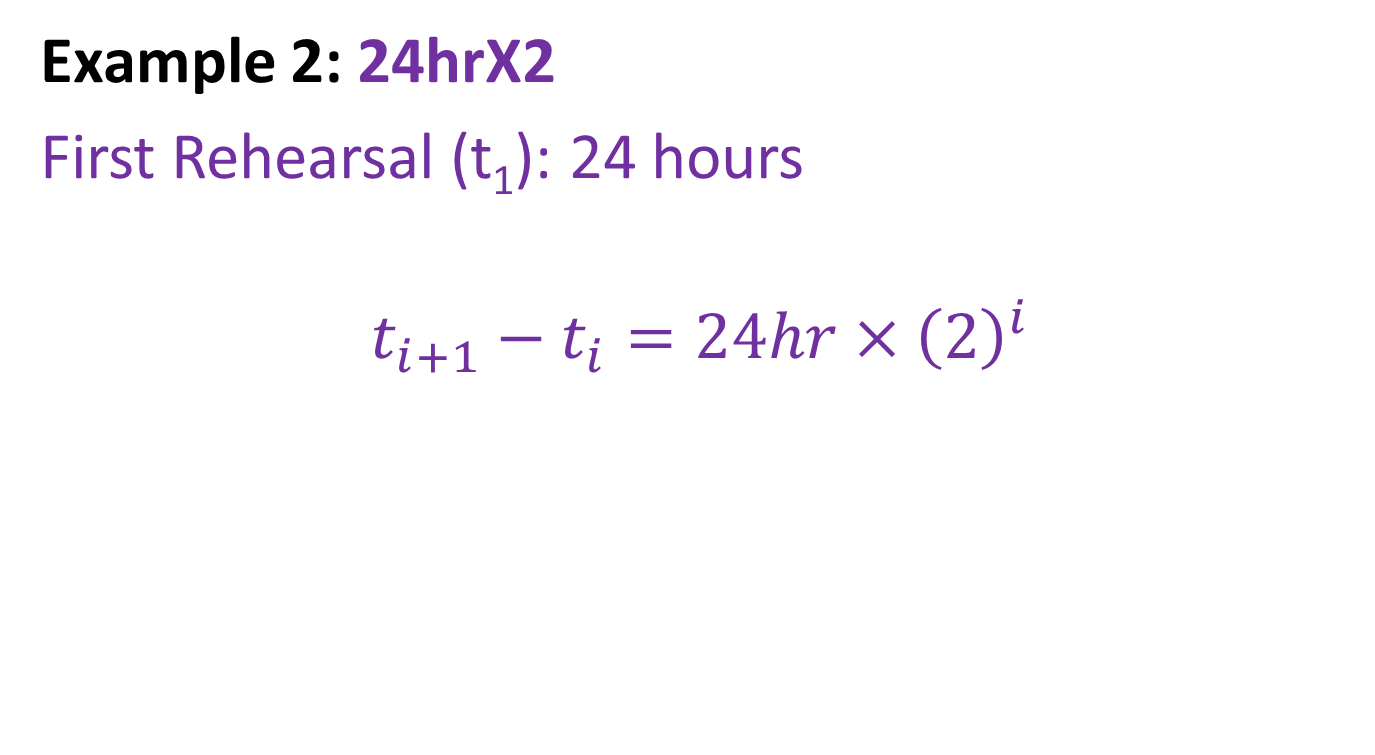 Example 2: 24hrX2
First Rehearsal (t₁): 24 hours
tᵢ₊₁ − tᵢ = 24hr × (2)ⁱ